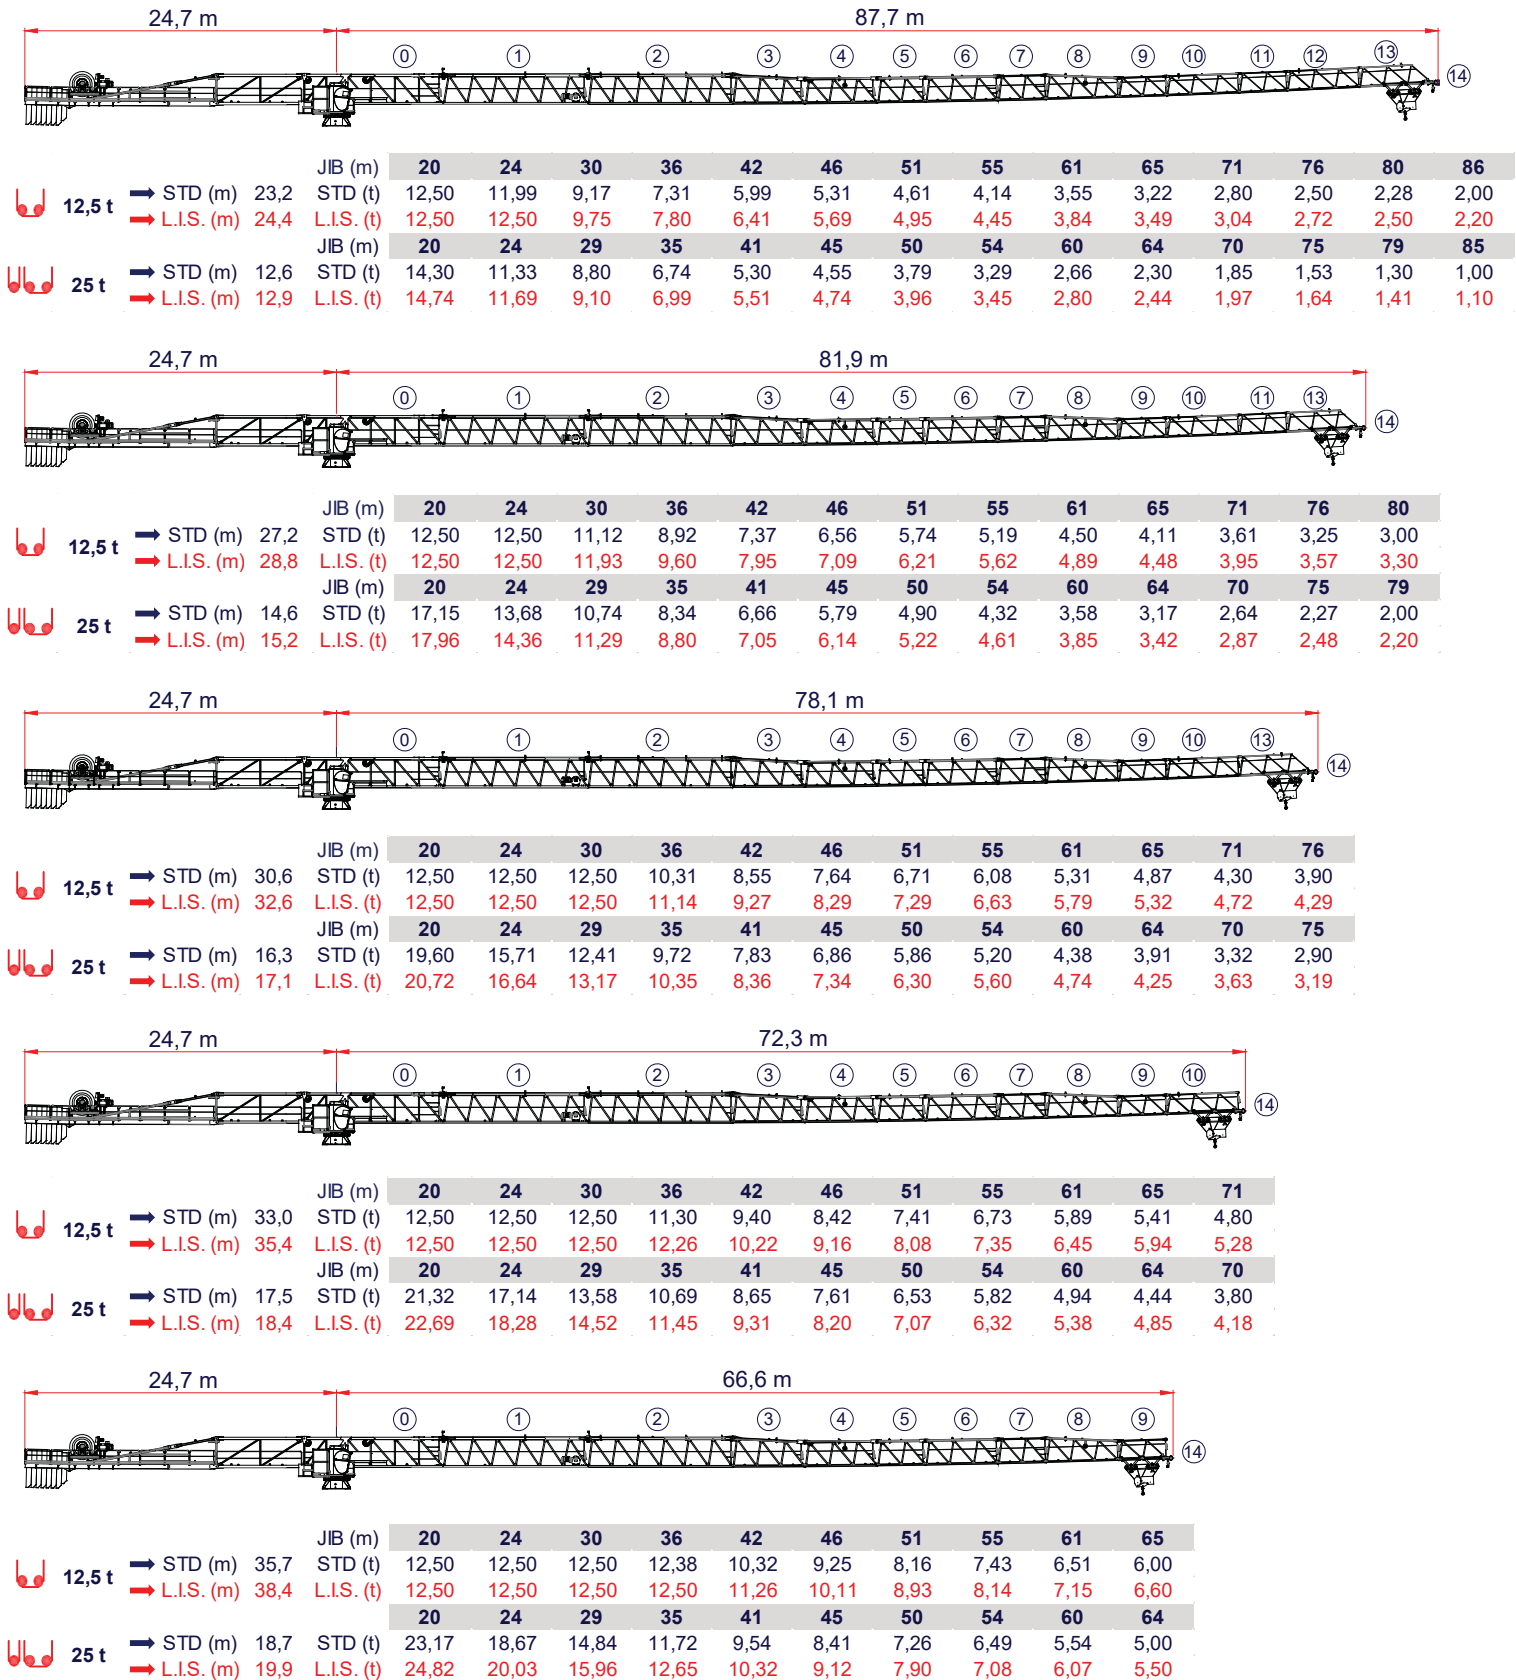 24,7 m 87,7 m
0 1 2 3 4 5 6 7 8 9 10 11 12 13 14
JIB (m) 20 24 30 36 42 46 51 55 61 65 71 76 80 86
12,5 t STD (m) 23,2 STD (t) 12,50 11,99 9,17 7,31 5,99 5,31 4,61 4,14 3,55 3,22 2,80 2,50 2,28 2,00
L.I.S. (m) 24,4 L.I.S. (t) 12,50 12,50 9,75 7,80 6,41 5,69 4,95 4,45 3,84 3,49 3,04 2,72 2,50 2,20
JIB (m) 20 24 29 35 41 45 50 54 60 64 70 75 79 85
25 t STD (m) 12,6 STD (t) 14,30 11,33 8,80 6,74 5,30 4,55 3,79 3,29 2,66 2,30 1,85 1,53 1,30 1,00
L.I.S. (m) 12,9 L.I.S. (t) 14,74 11,69 9,10 6,99 5,51 4,74 3,96 3,45 2,80 2,44 1,97 1,64 1,41 1,10
24,7 m 81,9 m
0 1 2 3 4 5 6 7 8 9 10 11 13 14
JIB (m) 20 24 30 36 42 46 51 55 61 65 71 76 80
12,5 t STD (m) 27,2 STD (t) 12,50 12,50 11,12 8,92 7,37 6,56 5,74 5,19 4,50 4,11 3,61 3,25 3,00
L.I.S. (m) 28,8 L.I.S. (t) 12,50 12,50 11,93 9,60 7,95 7,09 6,21 5,62 4,89 4,48 3,95 3,57 3,30
JIB (m) 20 24 29 35 41 45 50 54 60 64 70 75 79
25 t STD (m) 14,6 STD (t) 17,15 13,68 10,74 8,34 6,66 5,79 4,90 4,32 3,58 3,17 2,64 2,27 2,00
L.I.S. (m) 15,2 L.I.S. (t) 17,96 14,36 11,29 8,80 7,05 6,14 5,22 4,61 3,85 3,42 2,87 2,48 2,20
24,7 m 78,1 m
0 1 2 3 4 5 6 7 8 9 10 13 14
JIB (m) 20 24 30 36 42 46 51 55 61 65 71 76
12,5 t STD (m) 30,6 STD (t) 12,50 12,50 12,50 10,31 8,55 7,64 6,71 6,08 5,31 4,87 4,30 3,90
L.I.S. (m) 32,6 L.I.S. (t) 12,50 12,50 12,50 11,14 9,27 8,29 7,29 6,63 5,79 5,32 4,72 4,29
JIB (m) 20 24 29 35 41 45 50 54 60 64 70 75
25 t STD (m) 16,3 STD (t) 19,60 15,71 12,41 9,72 7,83 6,86 5,86 5,20 4,38 3,91 3,32 2,90
L.I.S. (m) 17,1 L.I.S. (t) 20,72 16,64 13,17 10,35 8,36 7,34 6,30 5,60 4,74 4,25 3,63 3,19
24,7 m 72,3 m
0 1 2 3 4 5 6 7 8 9 10 14
JIB (m) 20 24 30 36 42 46 51 55 61 65 71
12,5 t STD (m) 33,0 STD (t) 12,50 12,50 12,50 11,30 9,40 8,42 7,41 6,73 5,89 5,41 4,80
L.I.S. (m) 35,4 L.I.S. (t) 12,50 12,50 12,50 12,26 10,22 9,16 8,08 7,35 6,45 5,94 5,28
JIB (m) 20 24 29 35 41 45 50 54 60 64 70
25 t STD (m) 17,5 STD (t) 21,32 17,14 13,58 10,69 8,65 7,61 6,53 5,82 4,94 4,44 3,80
L.I.S. (m) 18,4 L.I.S. (t) 22,69 18,28 14,52 11,45 9,31 8,20 7,07 6,32 5,38 4,85 4,18
24,7 m 66,6 m
0 1 2 3 4 5 6 7 8 9 14
JIB (m) 20 24 30 36 42 46 51 55 61 65
12,5 t STD (m) 35,7 STD (t) 12,50 12,50 12,50 12,38 10,32 9,25 8,16 7,43 6,51 6,00
L.I.S. (m) 38,4 L.I.S. (t) 12,50 12,50 12,50 12,50 11,26 10,11 8,93 8,14 7,15 6,60
20 24 29 35 41 45 50 54 60 64
25 t STD (m) 18,7 STD (t) 23,17 18,67 14,84 11,72 9,54 8,41 7,26 6,49 5,54 5,00
L.I.S. (m) 19,9 L.I.S. (t) 24,82 20,03 15,96 12,65 10,32 9,12 7,90 7,08 6,07 5,50